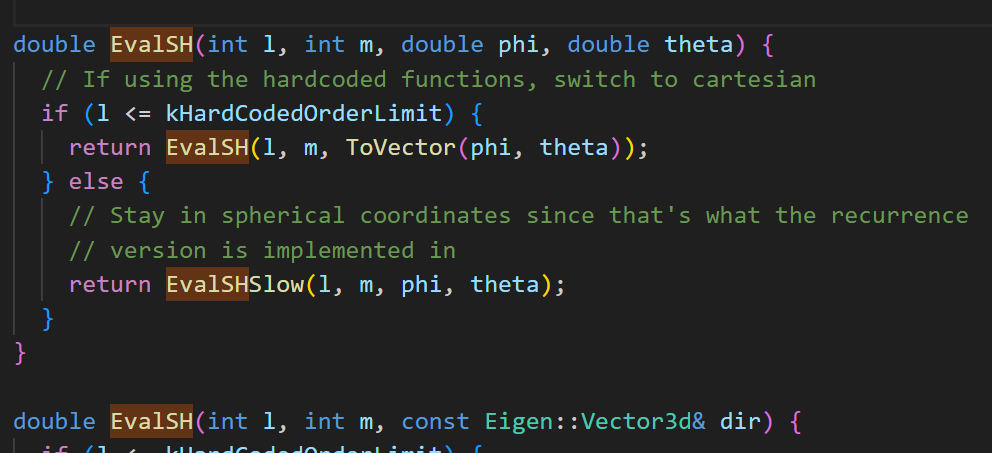 double EvalSH(int l, int m, double phi, double theta) {
  // If using the hardcoded functions, switch to cartesian
  if (l <= kHardCodedOrderLimit) {
    return EvalSH(l, m, ToVector(phi, theta));
  } else {
    // Stay in spherical coordinates since that's what the recurrence
    // version is implemented in
    return EvalSHSlow(l, m, phi, theta);
  }
}
double EvalSH(int l, int m, const Eigen::Vector3d& dir) {
  if (l <= kHardCodedOrderLimit) {